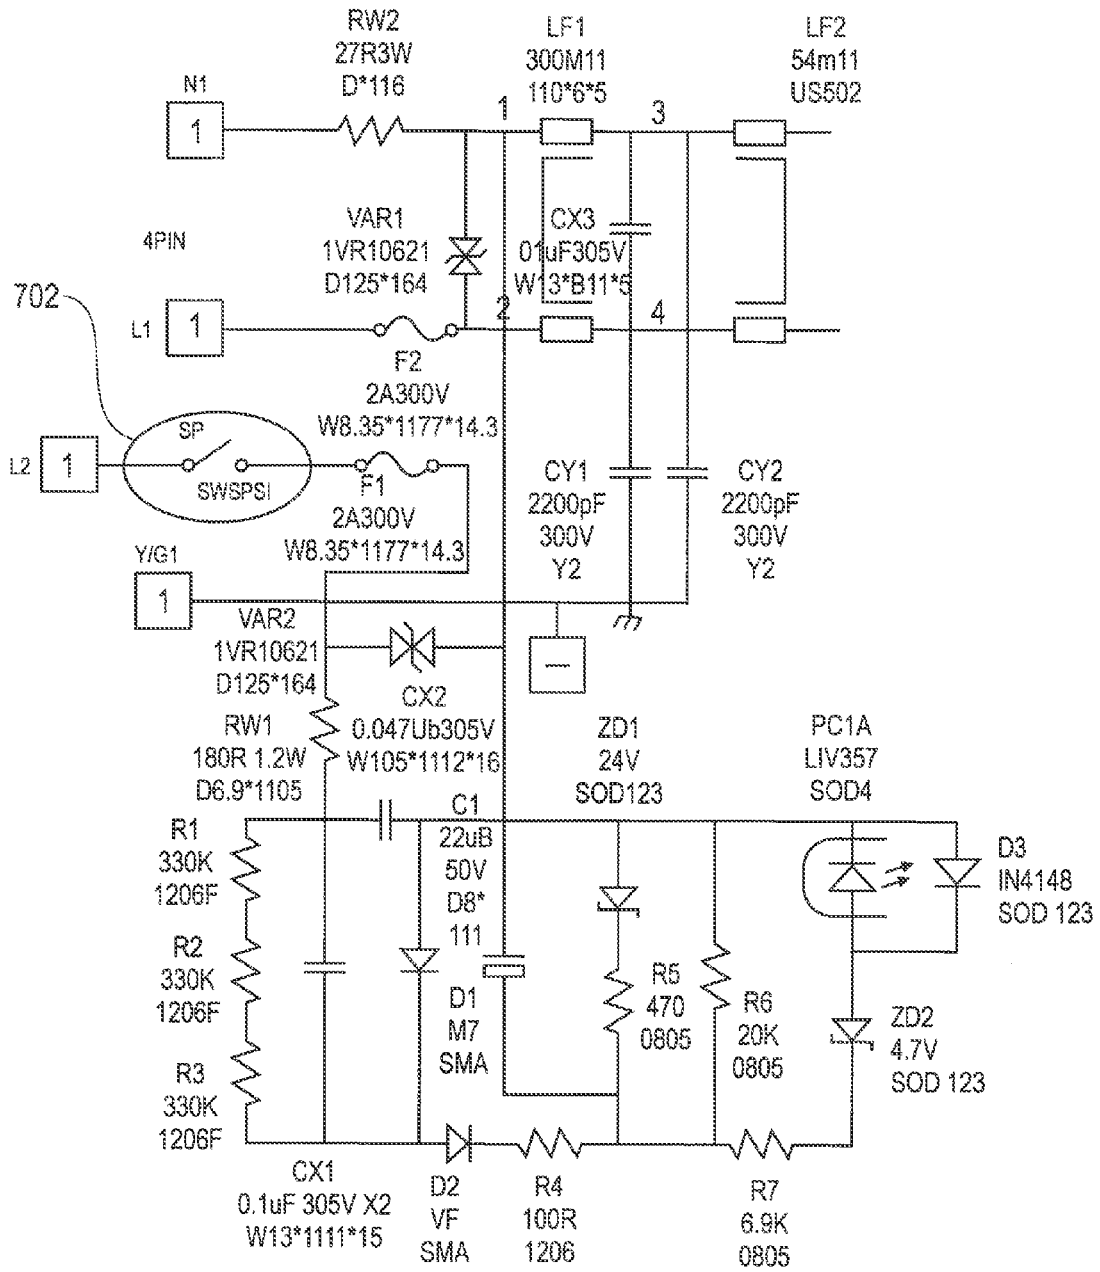 RW2
27R3W
D*116
LF1
300M11
110*6*5
LF2
54m11
US502
N1
1
1
3
4PIN
VAR1
1VR10621
D125*164
CX3
01uF305V
W13*B11*5
702
L1
1
2
4
F2
2A300V
W8.35*1177*14.3
L2
1
SP
SWSPSI
F1
2A300V
W8.35*1177*14.3
CY1
2200pF
300V
Y2
CY2
2200pF
300V
Y2
Y/G1
1
VAR2
1VR10621
D125*164
CX2
0.047Ub305V
W105*1112*16
RW1
180R 1.2W
D6.9*1105
ZD1
24V
SOD123
PC1A
LIV357
SOD4
R1
330K
1206F
C1
22uB
50V
D8*
111
D3
IN4148
SOD 123
R2
330K
1206F
D1
M7
SMA
R5
470
0805
R6
20K
0805
ZD2
4.7V
SOD 123
R3
330K
1206F
CX1
0.1uF 305V X2
W13*1111*15
D2
VF
SMA
R4
100R
1206
R7
6.9K
0805